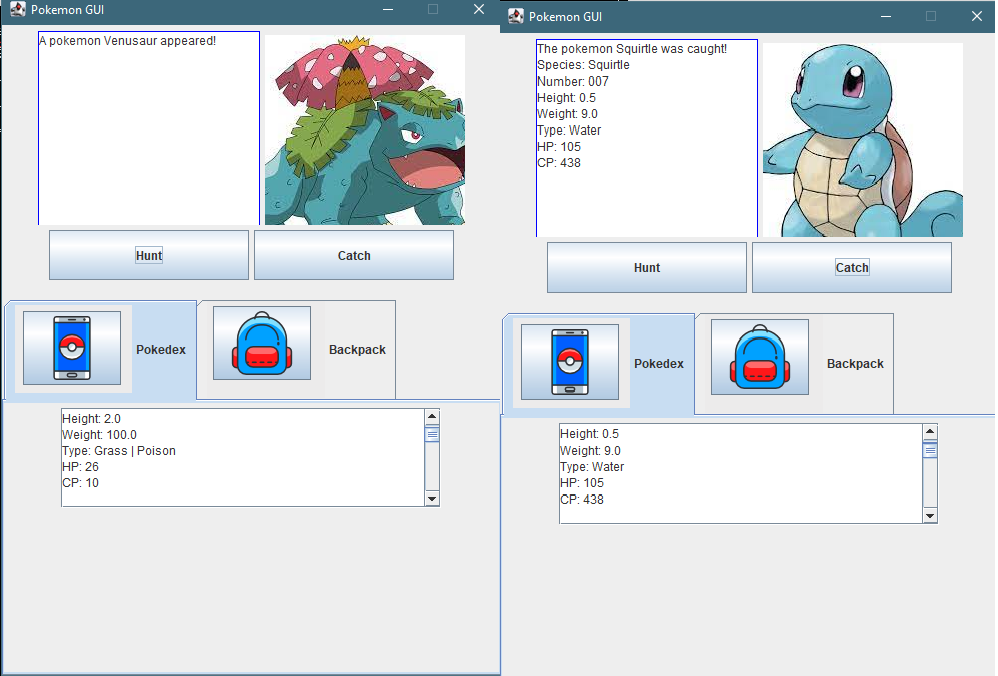 Pokemon GUI
A pokemon Venusaur appeared!
Hunt
Catch
Pokedex
Backpack
Height: 2.0
Weight: 100.0
Type: Grass | Poison
HP: 26
CP: 10
Pokemon GUI
The pokemon Squirtle was caught!
Species: Squirtle
Number: 007
Height: 0.5
Weight: 9.0
Type: Water
HP: 105
CP: 438
Hunt
Catch
Pokedex
Backpack
Height: 0.5
Weight: 9.0
Type: Water
HP: 105
CP: 438